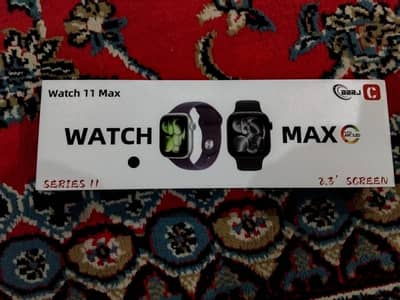 Watch 11 Max
C
WATCH MAX
SERIES 11
2.3' SCREEN